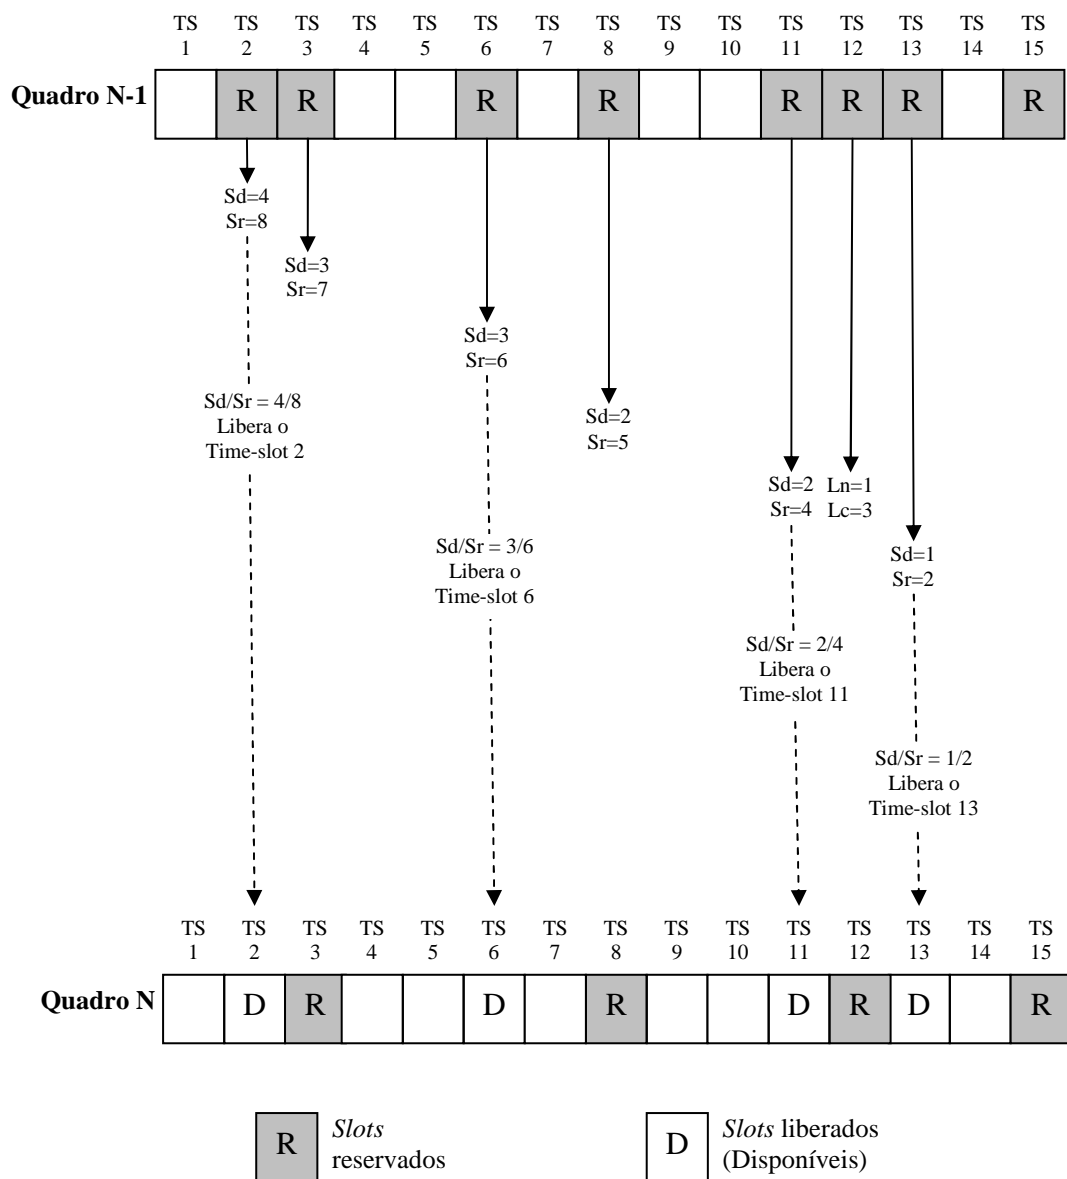 TS TS TS TS TS TS TS TS TS TS TS TS TS TS TS
1 2 3 4 5 6 7 8 9 10 11 12 13 14 15
Quadro N-1 R R R R R R R R
Sd=4
Sr=8
Sd=3
Sr=7
Sd=3
Sr=6
Sd/Sr = 4/8
Libera o
Time-slot 2
Sd=2
Sr=5
Sd=2 Ln=1
Sr=4 Lc=3
Sd/Sr = 3/6
Libera o
Time-slot 6
Sd=1
Sr=2
Sd/Sr = 2/4
Libera o
Time-slot 11
Sd/Sr = 1/2
Libera o
Time-slot 13
TS TS TS TS TS TS TS TS TS TS TS TS TS TS TS
1 2 3 4 5 6 7 8 9 10 11 12 13 14 15
Quadro N D R D R D R D R
R Slots
reservados
D Slots liberados
(Disponíveis)